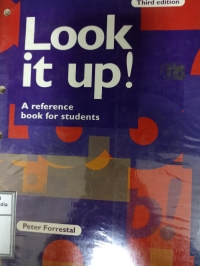 Third edition
Look
it up!
A reference
book for students
Peter Forrestal